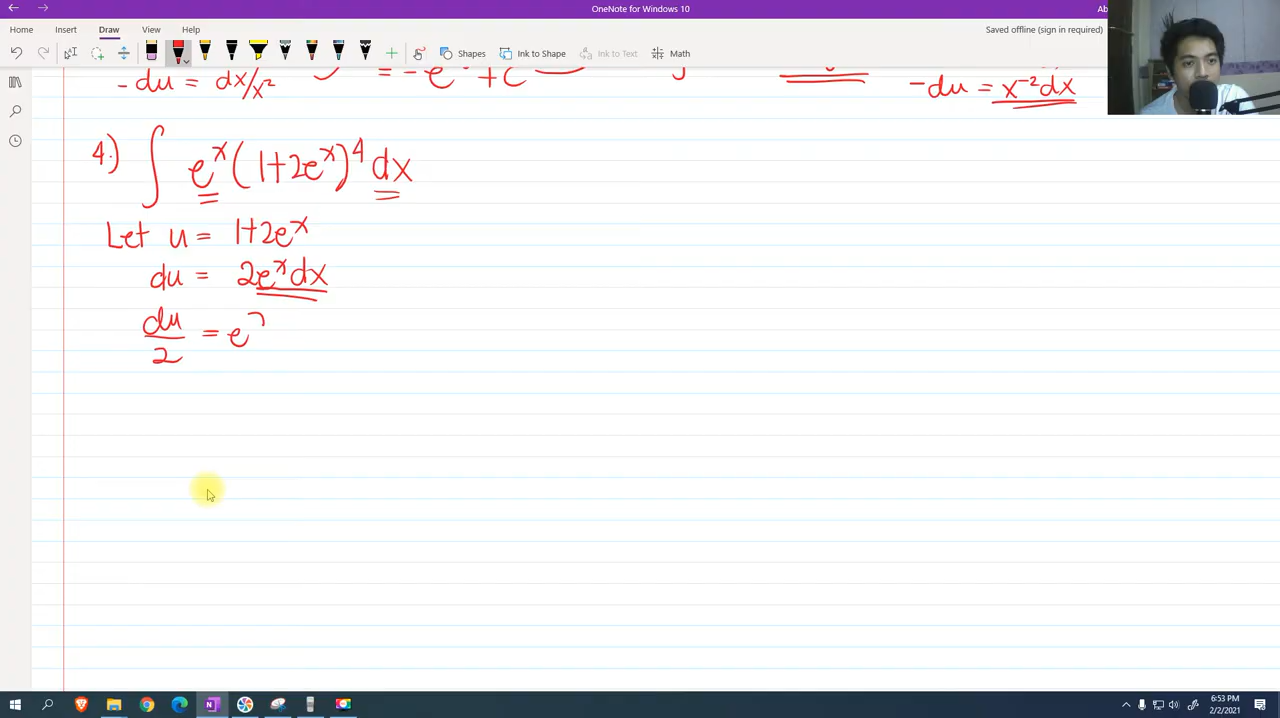 OneNote for Windows 10
Ab
Home Insert Draw View Help
Saved offline (sign in required)
Shapes Ink to Shape Ink to Text Math
-du = dx/x²
= -e + C
-du = x⁻²dx
4.) ∫ eˣ(1+2eˣ)⁴ dx
Let u = 1+2eˣ
du = 2eˣdx
du/2 = e
6:53 PM
2/2/2021